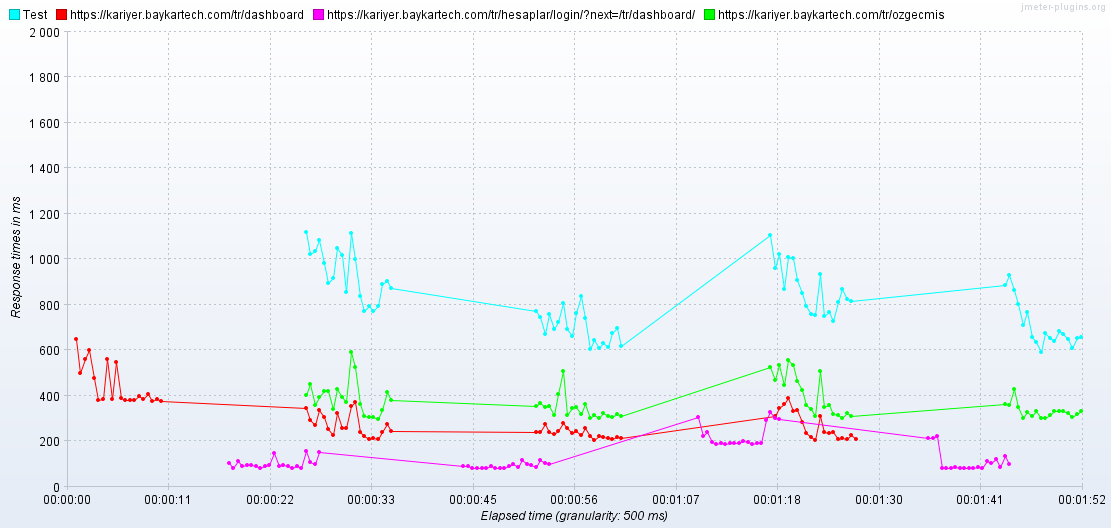 Test https://kariyer.baykartech.com/tr/dashboard https://kariyer.baykartech.com/tr/hesaplar/login/?next=/tr/dashboard/ https://kariyer.baykartech.com/tr/ozgecmis
jmeter-plugins.org
2 000
1 800
1 600
1 400
1 200
1 000
800
600
400
200
0
Response times in ms
00:00:00 00:00:11 00:00:22 00:00:33 00:00:45 00:00:56 00:01:07 00:01:18 00:01:30 00:01:41 00:01:52
Elapsed time (granularity: 500 ms)